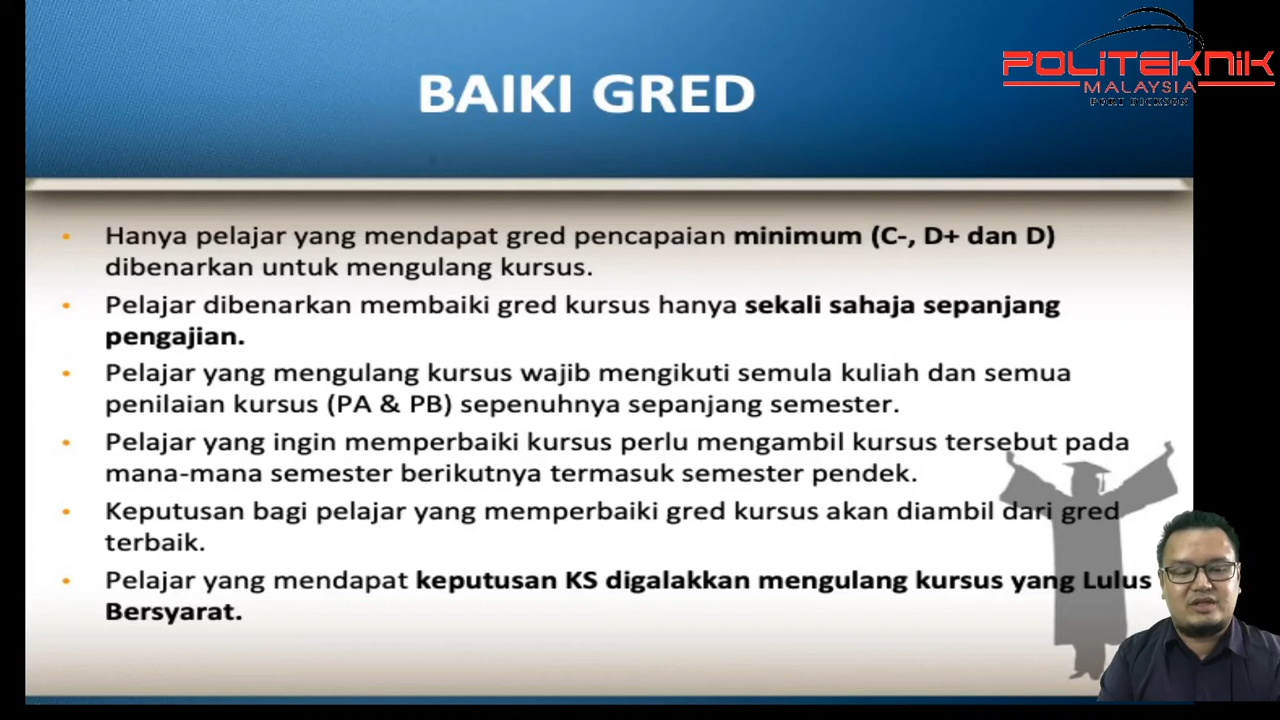 BAIKI GRED
POLITEKNIK
MALAYSIA
PORT DICKSON
• Hanya pelajar yang mendapat gred pencapaian minimum (C-, D+ dan D)
dibenarkan untuk mengulang kursus.
• Pelajar dibenarkan membaiki gred kursus hanya sekali sahaja sepanjang
pengajian.
• Pelajar yang mengulang kursus wajib mengikuti semula kuliah dan semua
penilaian kursus (PA & PB) sepenuhnya sepanjang semester.
• Pelajar yang ingin memperbaiki kursus perlu mengambil kursus tersebut pada
mana-mana semester berikutnya termasuk semester pendek.
• Keputusan bagi pelajar yang memperbaiki gred kursus akan diambil dari gred
terbaik.
• Pelajar yang mendapat keputusan KS digalakkan mengulang kursus yang Lulus
Bersyarat.